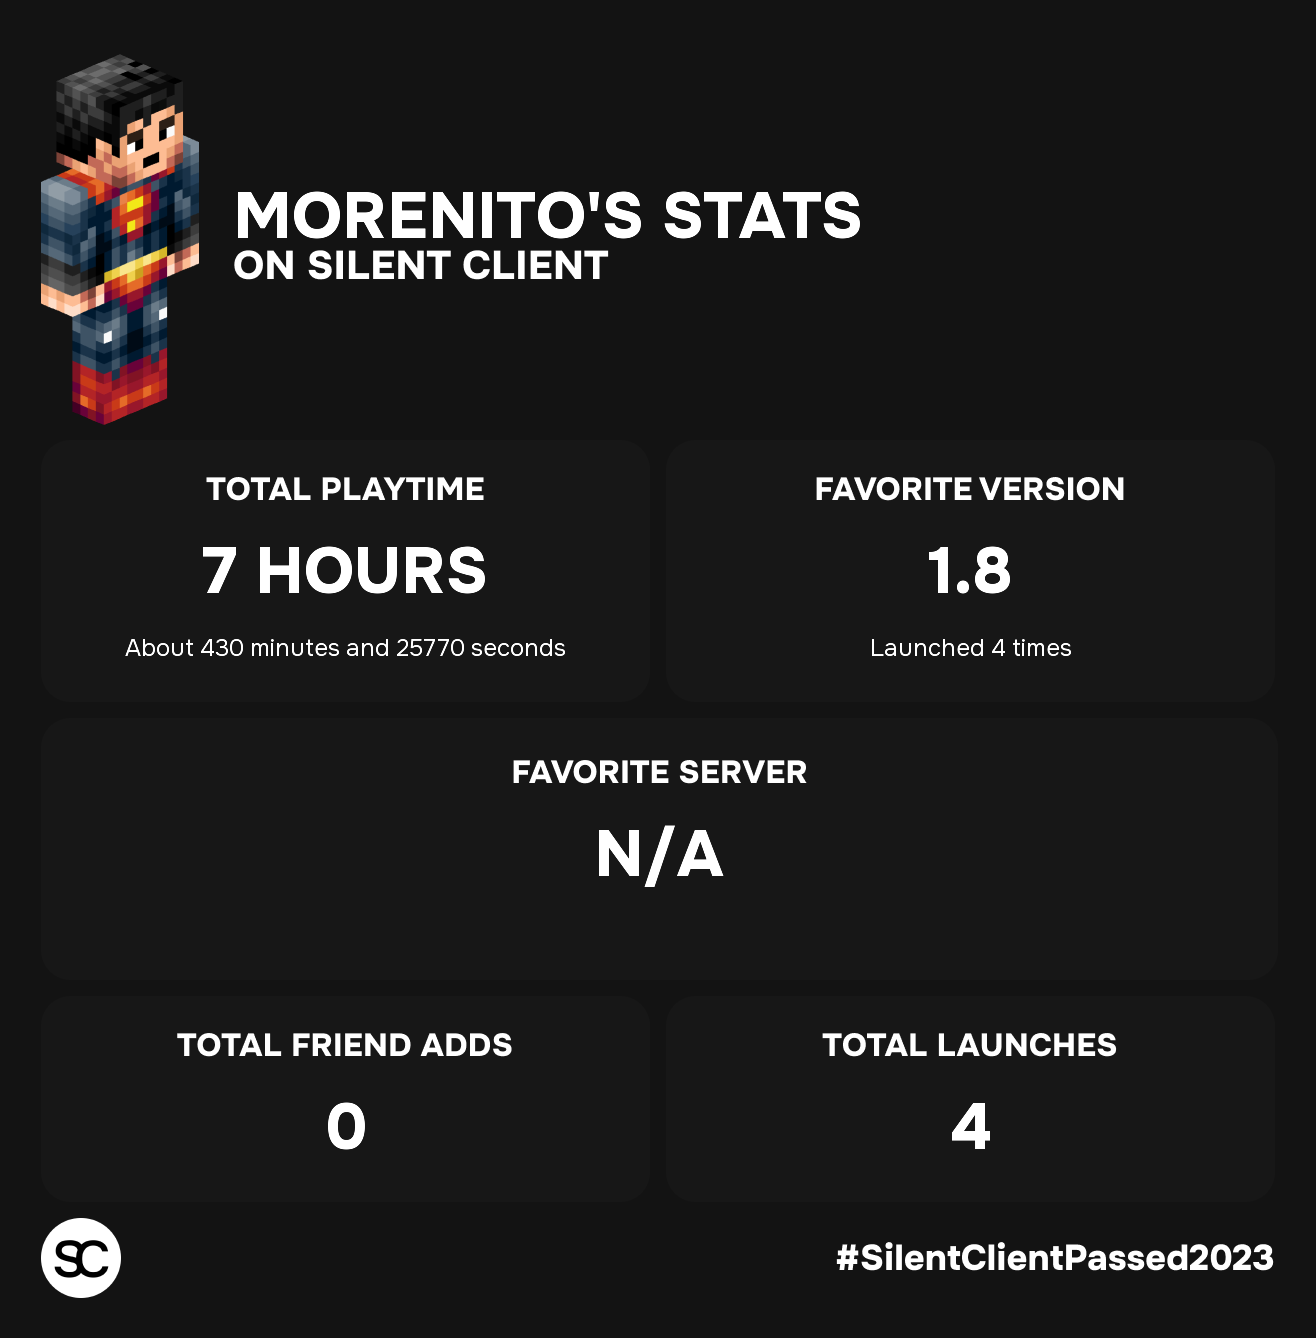 MORENITO'S STATS
ON SILENT CLIENT
TOTAL PLAYTIME
7 HOURS
About 430 minutes and 25770 seconds
FAVORITE VERSION
1.8
Launched 4 times
FAVORITE SERVER
N/A
TOTAL FRIEND ADDS
0
TOTAL LAUNCHES
4
SC
#SilentClientPassed2023